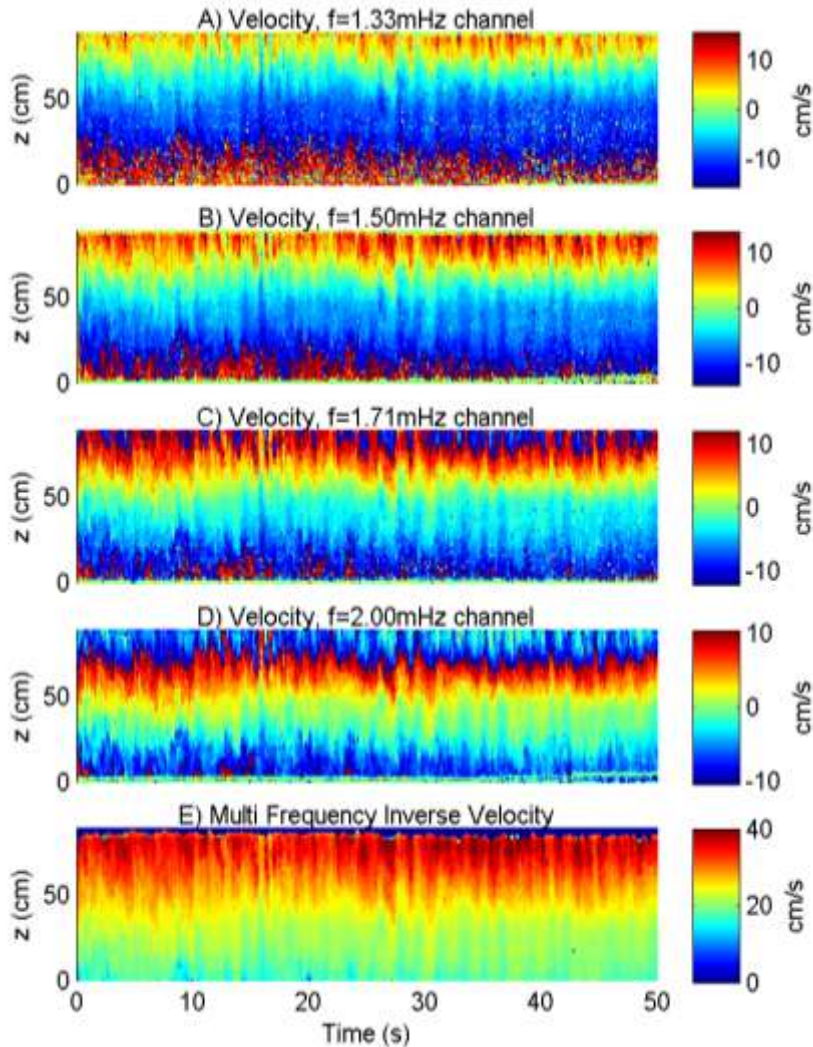 A) Velocity, f=1.33mHz channel
z (cm)
50
0
10
0
-10
cm/s
B) Velocity, f=1.50mHz channel
z (cm)
50
0
10
0
-10
cm/s
C) Velocity, f=1.71mHz channel
z (cm)
50
0
10
0
-10
cm/s
D) Velocity, f=2.00mHz channel
z (cm)
50
0
10
0
-10
cm/s
E) Multi Frequency Inverse Velocity
z (cm)
50
0
40
20
0
cm/s
0 10 20 30 40 50
Time (s)